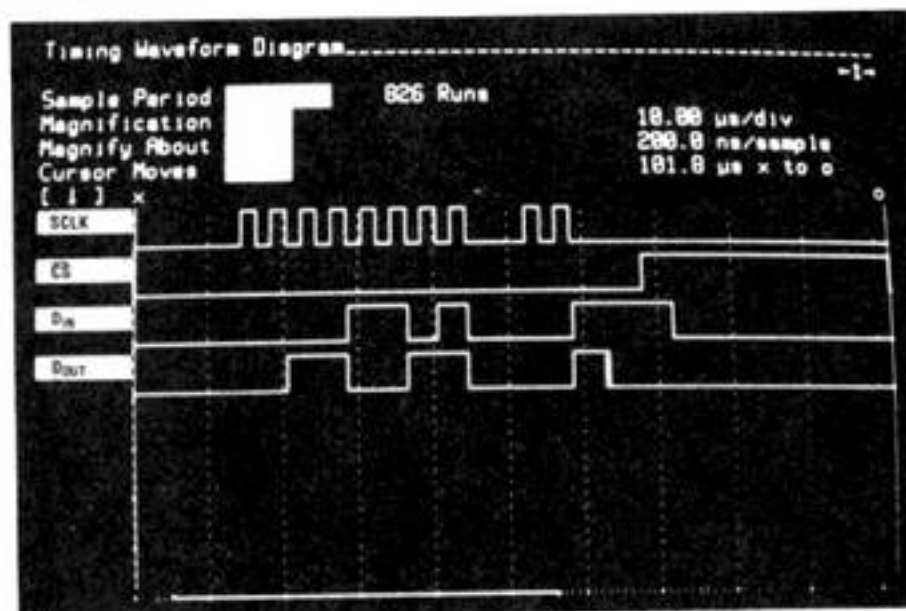 Timing Waveform Diagram
←1→
Sample Period 826 Runs
Magnification 10.00 µs/div
Magnify About 200.0 ns/sample
Cursor Moves 101.8 µs x to o
[ ↓ ] x o
SCLK
C̅S̅
DIN
DOUT